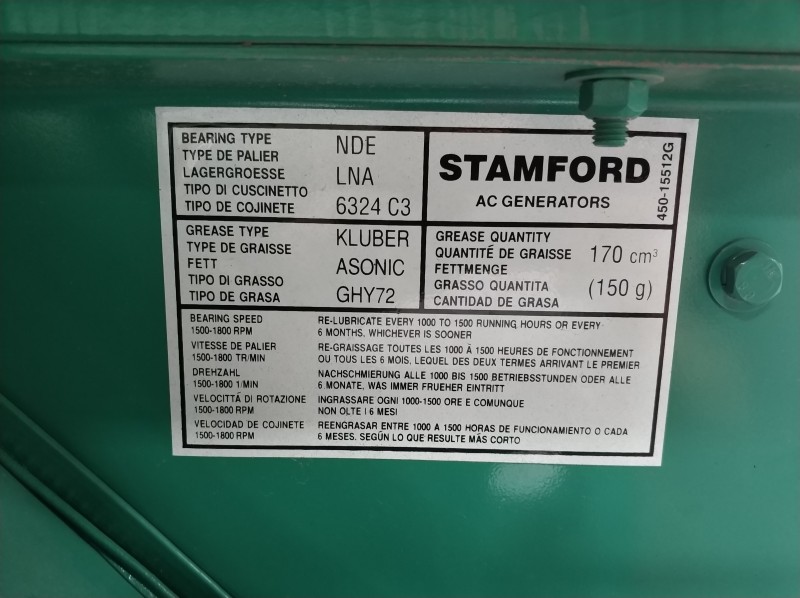 BEARING TYPE
TYPE DE PALIER
LAGERGROESSE
TIPO DI CUSCINETTO
TIPO DE COJINETE
NDE
LNA
6324 C3
STAMFORD
AC GENERATORS
450-15512G
GREASE TYPE
TYPE DE GRAISSE
FETT
TIPO DI GRASSO
TIPO DE GRASA
KLUBER
ASONIC
GHY72
GREASE QUANTITY
QUANTITÉ DE GRAISSE
FETTMENGE
GRASSO QUANTITA
CANTIDAD DE GRASA
170 cm³
(150 g)
BEARING SPEED
1500-1800 RPM
RE-LUBRICATE EVERY 1000 TO 1500 RUNNING HOURS OR EVERY
6 MONTHS, WHICHEVER IS SOONER
VITESSE DE PALIER
1500-1800 TR/MIN
RE-GRAISSAGE TOUTES LES 1000 À 1500 HEURES DE FONCTIONNEMENT
OU TOUS LES 6 MOIS, LEQUEL DES DEUX TERMES ARRIVANT LE PREMIER
DREHZAHL
1500-1800 1/MIN
NACHSCHMIERUNG ALLE 1000 BIS 1500 BETRIEBSSTUNDEN ODER ALLE
6 MONATE, WAS IMMER FRUEHER EINTRITT
VELOCITTÁ DI ROTAZIONE
1500-1800 RPM
INGRASSARE OGNI 1000-1500 ORE E COMUNQUE
NON OLTE I 6 MESI
VELOCIDAD DE COJINETE
1500-1800 RPM
REENGRASAR ENTRE 1000 A 1500 HORAS DE FUNCIONAMIENTO O CADA
6 MESES. SEGÚN LO QUE RESULTE MÁS CORTO